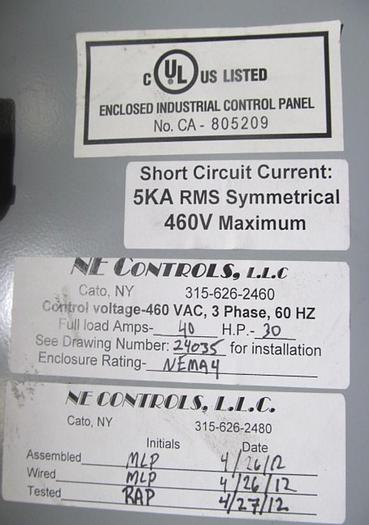 C UL US LISTED
ENCLOSED INDUSTRIAL CONTROL PANEL
No. CA - 805209
Short Circuit Current:
5KA RMS Symmetrical
460V Maximum
NE CONTROLS, L.L.C
Cato, NY 315-626-2460
Control voltage-460 VAC, 3 Phase, 60 HZ
Full load Amps- 40 H.P.- 30
See Drawing Number: 24035 for installation
Enclosure Rating- NEMA4
NE CONTROLS, L.L.C.
Cato, NY 315-626-2480
Initials Date
Assembled MLP 4/26/12
Wired MLP 4/26/12
Tested RAP 4/27/12